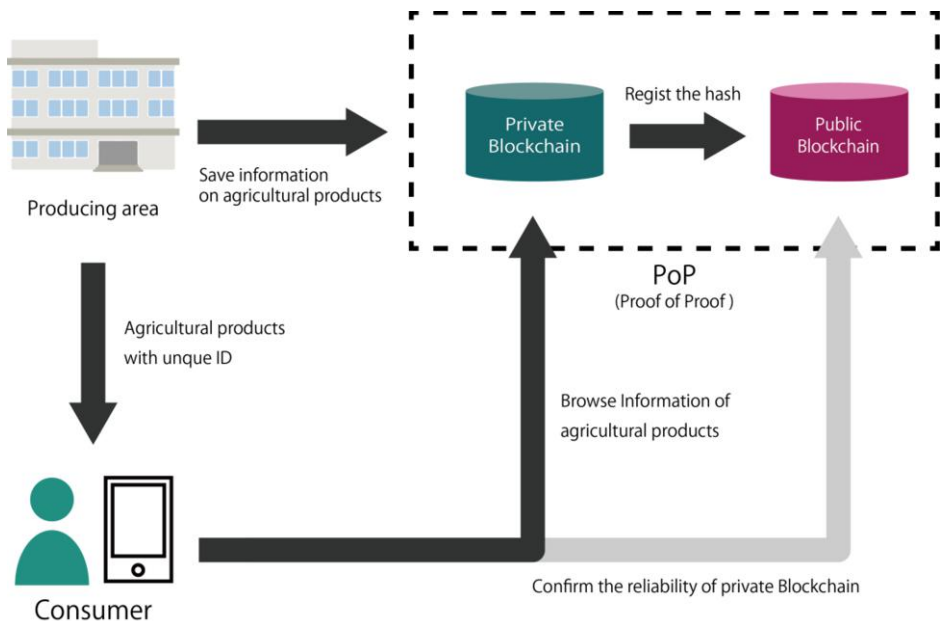 Producing area
Save information
on agricultural products
Private
Blockchain
Regist the hash
Public
Blockchain
PoP
(Proof of Proof )
Agricultural products
with unque ID
Browse Information of
agricultural products
Consumer
Confirm the reliability of private Blockchain